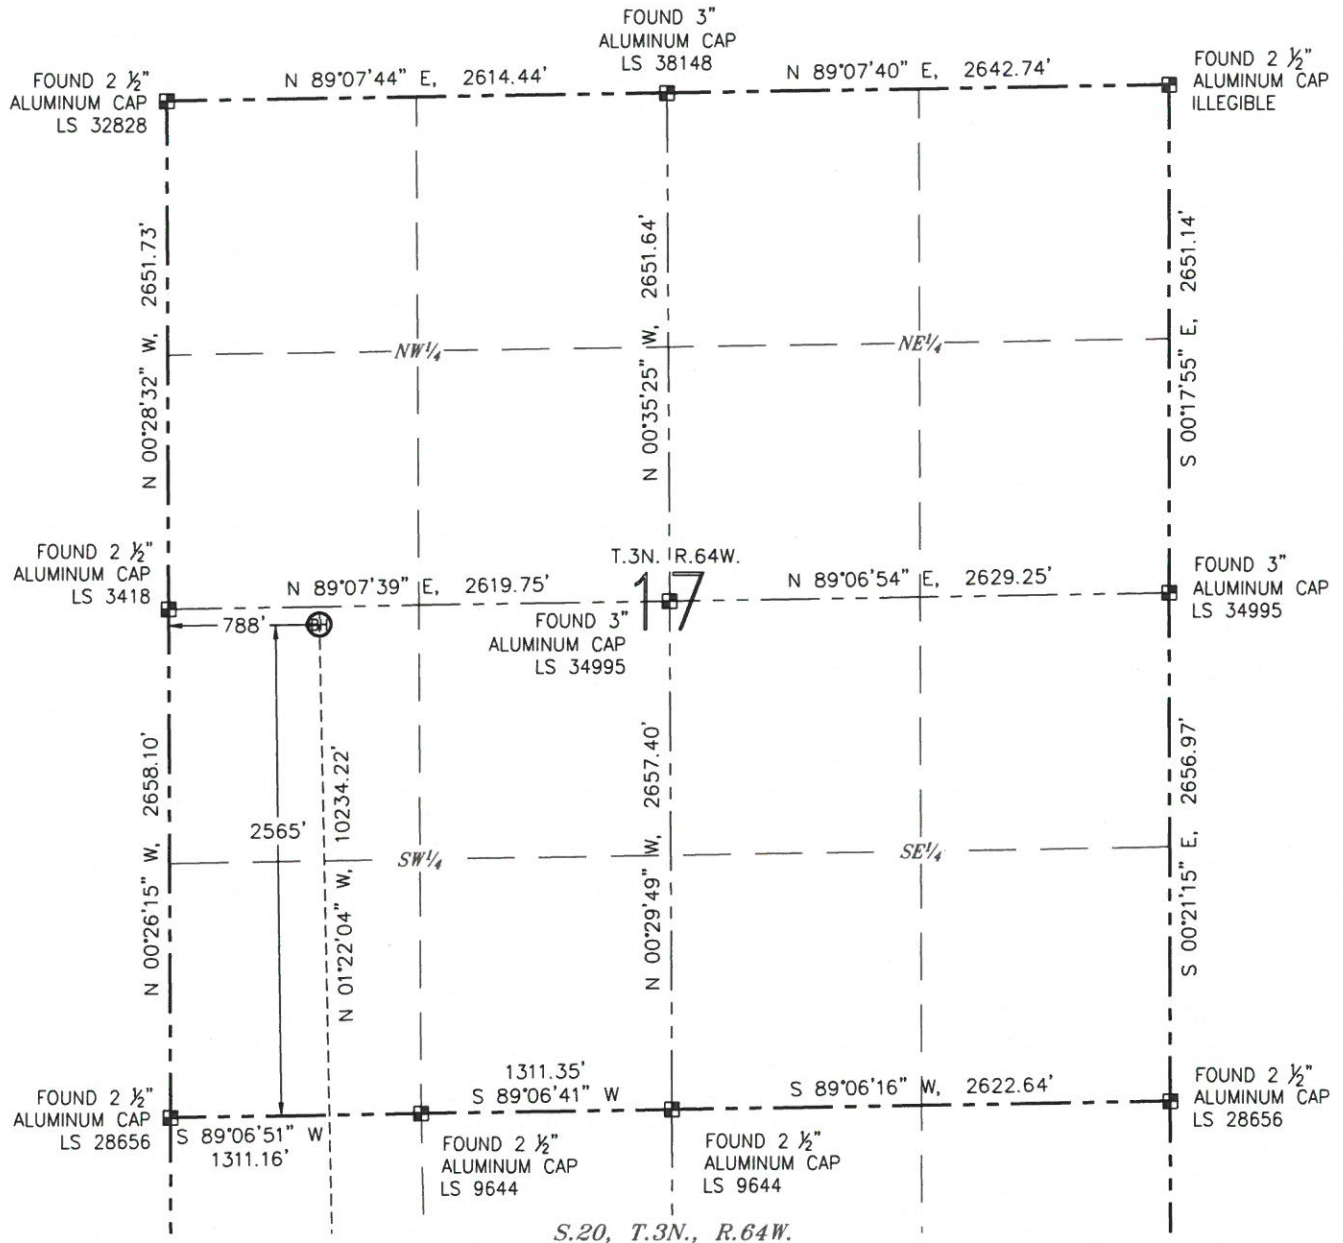 FOUND 3"
ALUMINUM CAP
LS 38148
FOUND 2 ½"
ALUMINUM CAP
LS 32828
N 89°07'44" E, 2614.44'
N 89°07'40" E, 2642.74'
FOUND 2 ½"
ALUMINUM CAP
ILLEGIBLE
N 00°28'32" W, 2651.73'
N 00°35'25" W, 2651.64'
S 00°17'55" E, 2651.14'
NW¼
NE¼
FOUND 2 ½"
ALUMINUM CAP
LS 3418
N 89°07'39" E, 2619.75'
T.3N. R.64W.
17
N 89°06'54" E, 2629.25'
FOUND 3"
ALUMINUM CAP
LS 34995
788'
BH
FOUND 3"
ALUMINUM CAP
LS 34995
N 00°26'15" W, 2658.10'
2565'
N 01°22'04" W, 10234.22'
N 00°29'49" W, 2657.40'
S 00°21'15" E, 2656.97'
SW¼
SE¼
FOUND 2 ½"
ALUMINUM CAP
LS 28656
S 89°06'51" W
1311.16'
1311.35'
S 89°06'41" W
S 89°06'16" W, 2622.64'
FOUND 2 ½"
ALUMINUM CAP
LS 28656
FOUND 2 ½"
ALUMINUM CAP
LS 9644
FOUND 2 ½"
ALUMINUM CAP
LS 9644
S.20, T.3N., R.64W.